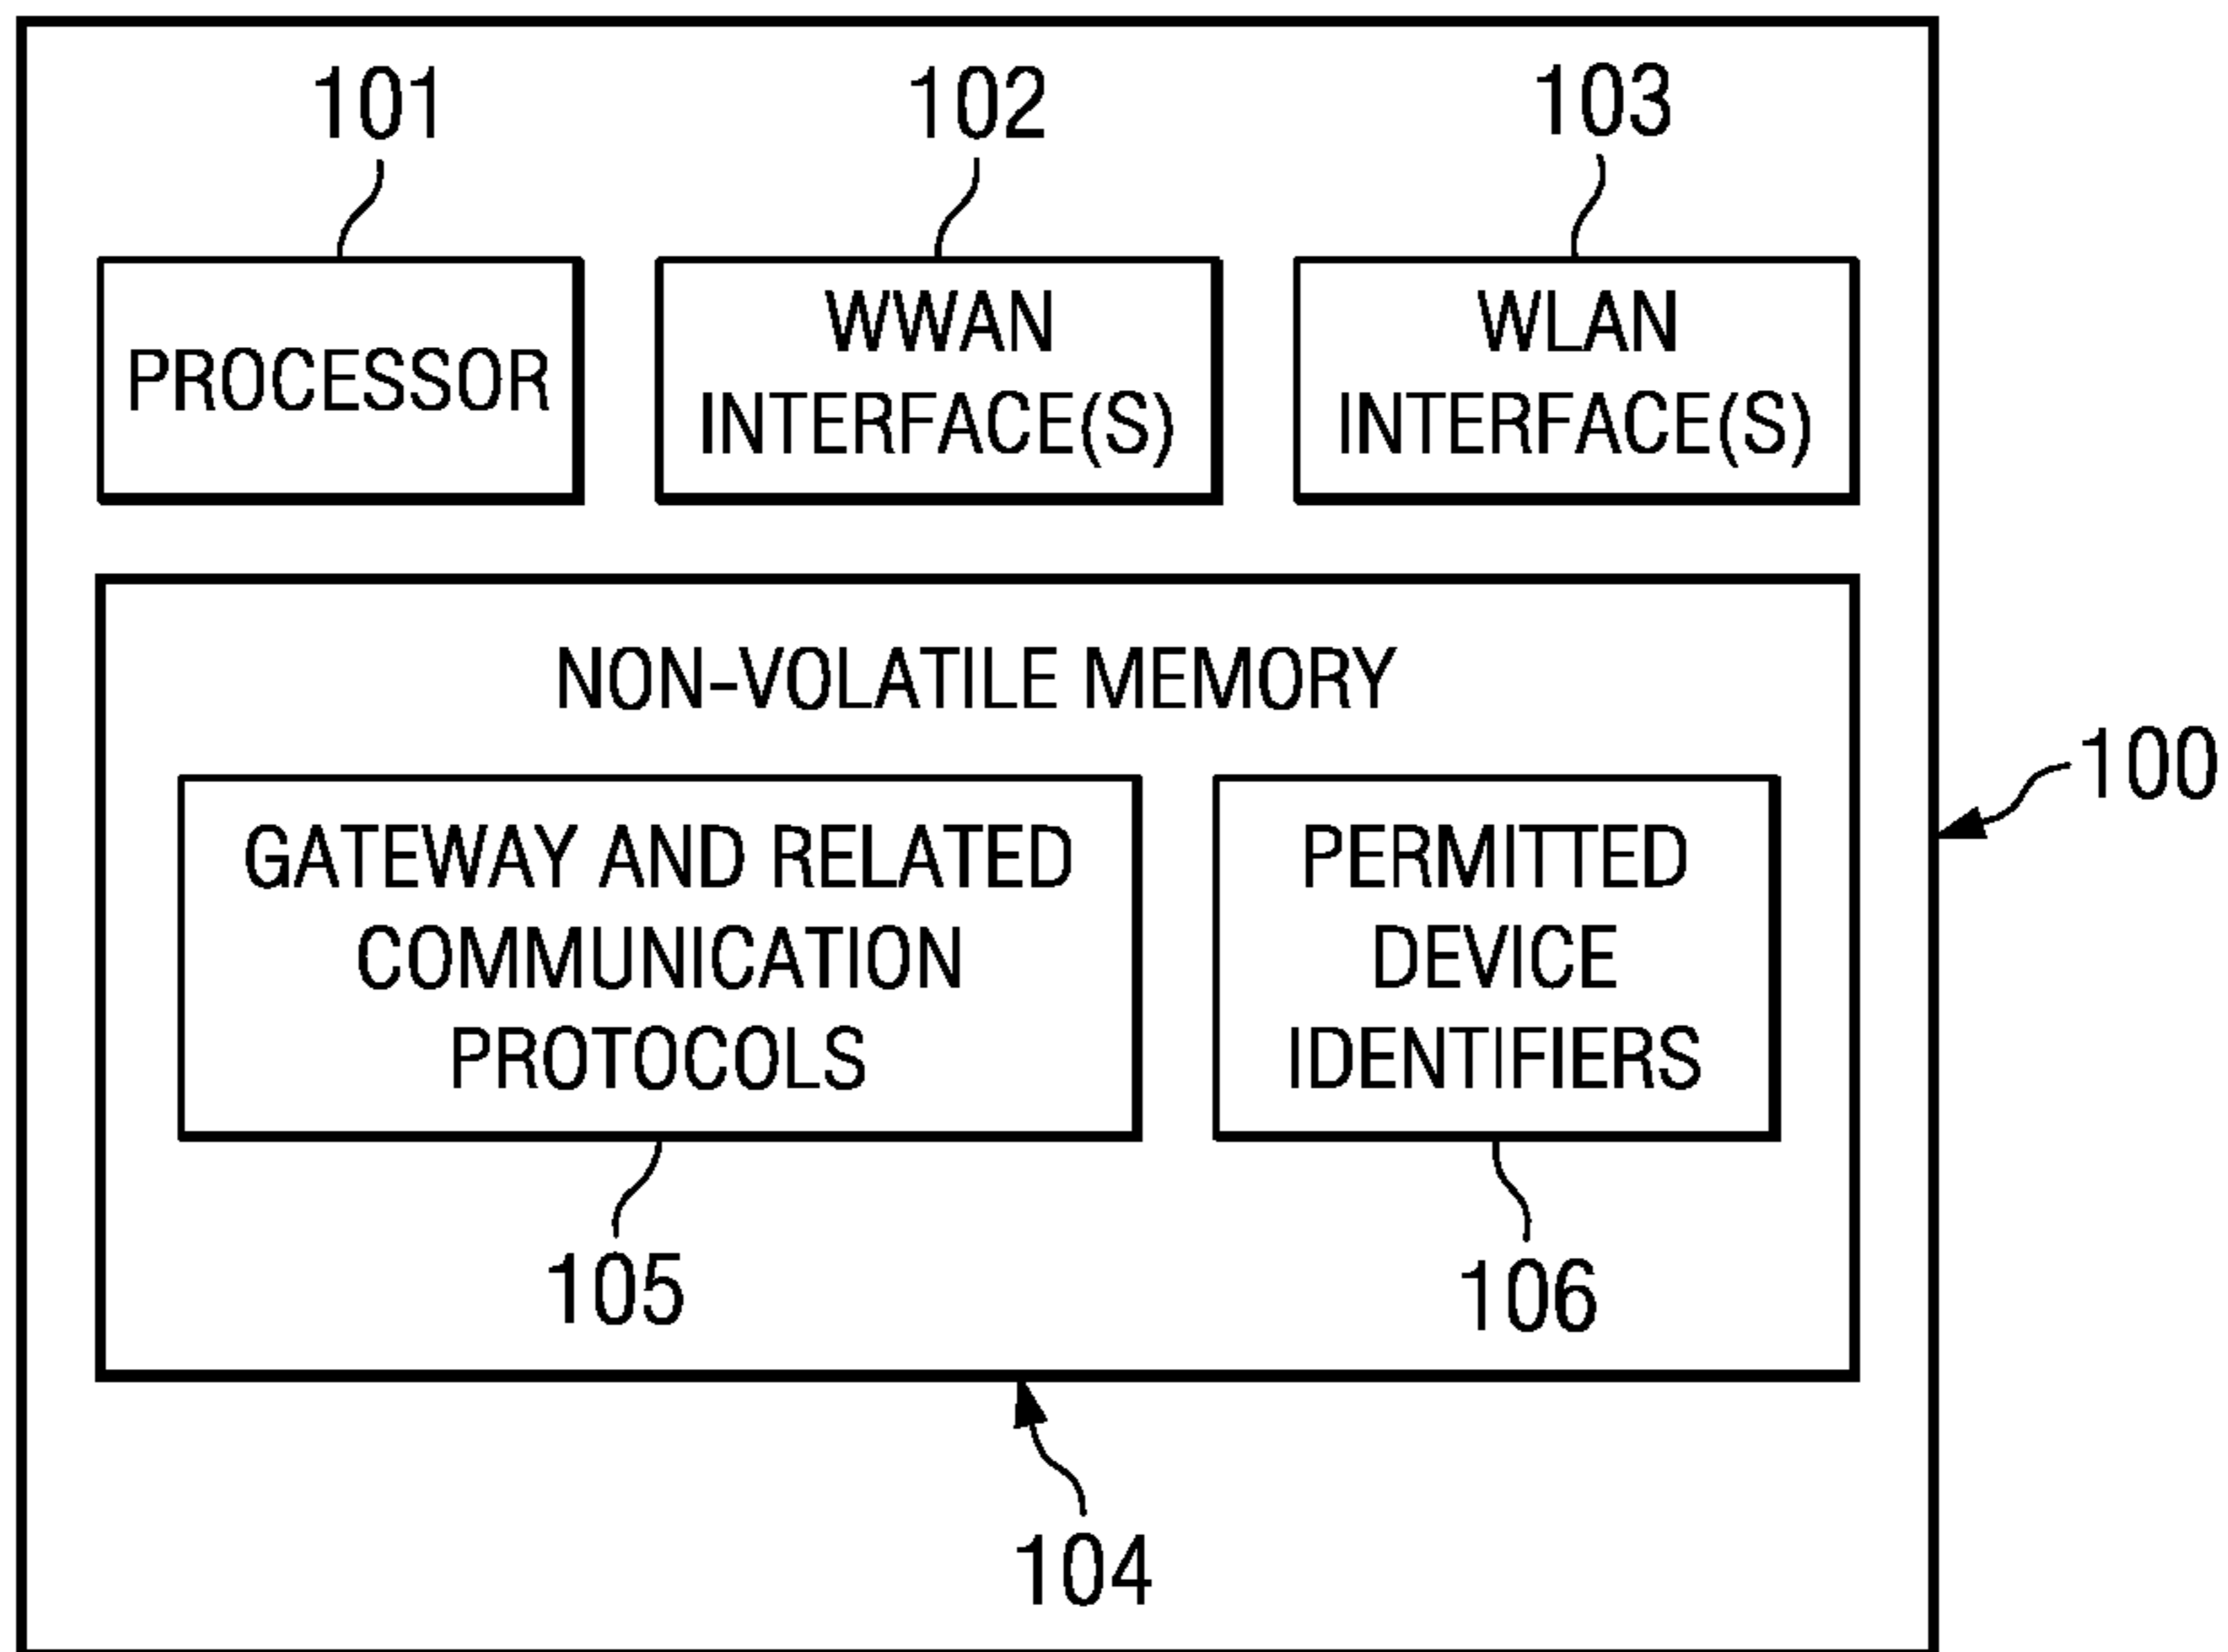 101
102
103
PROCESSOR
WWAN
INTERFACE(S)
WLAN
INTERFACE(S)
NON-VOLATILE MEMORY
GATEWAY AND RELATED
COMMUNICATION
PROTOCOLS
PERMITTED
DEVICE
IDENTIFIERS
100
105
106
104